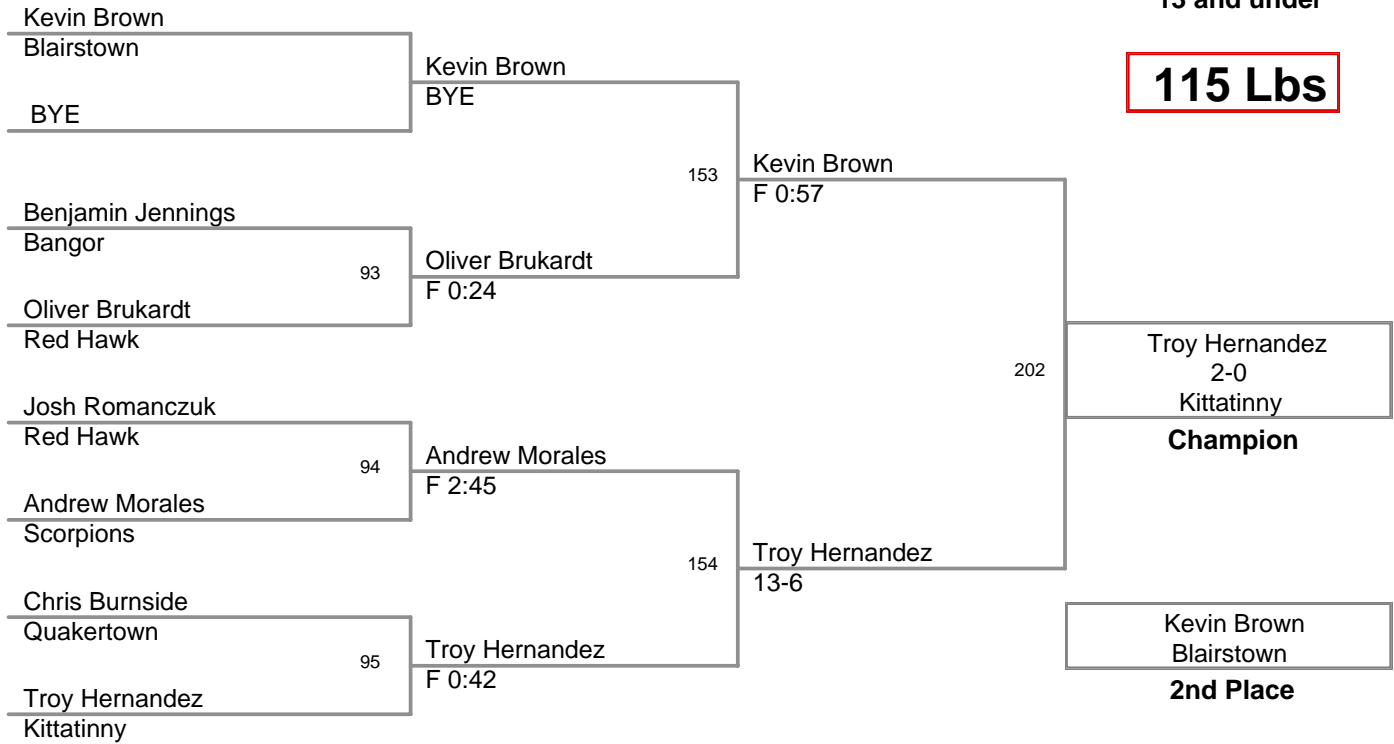 13 and under
115 Lbs
Kevin Brown
Blairstown
BYE
Kevin Brown
BYE
153
Kevin Brown
F 0:57
Benjamin Jennings
Bangor
93
Oliver Brukardt
Red Hawk
Oliver Brukardt
F 0:24
202
Troy Hernandez
2-0
Kittatinny
Champion
Josh Romanczuk
Red Hawk
94
Andrew Morales
Scorpions
Andrew Morales
F 2:45
154
Troy Hernandez
13-6
Chris Burnside
Quakertown
95
Troy Hernandez
Kittatinny
Troy Hernandez
F 0:42
Kevin Brown
Blairstown
2nd Place